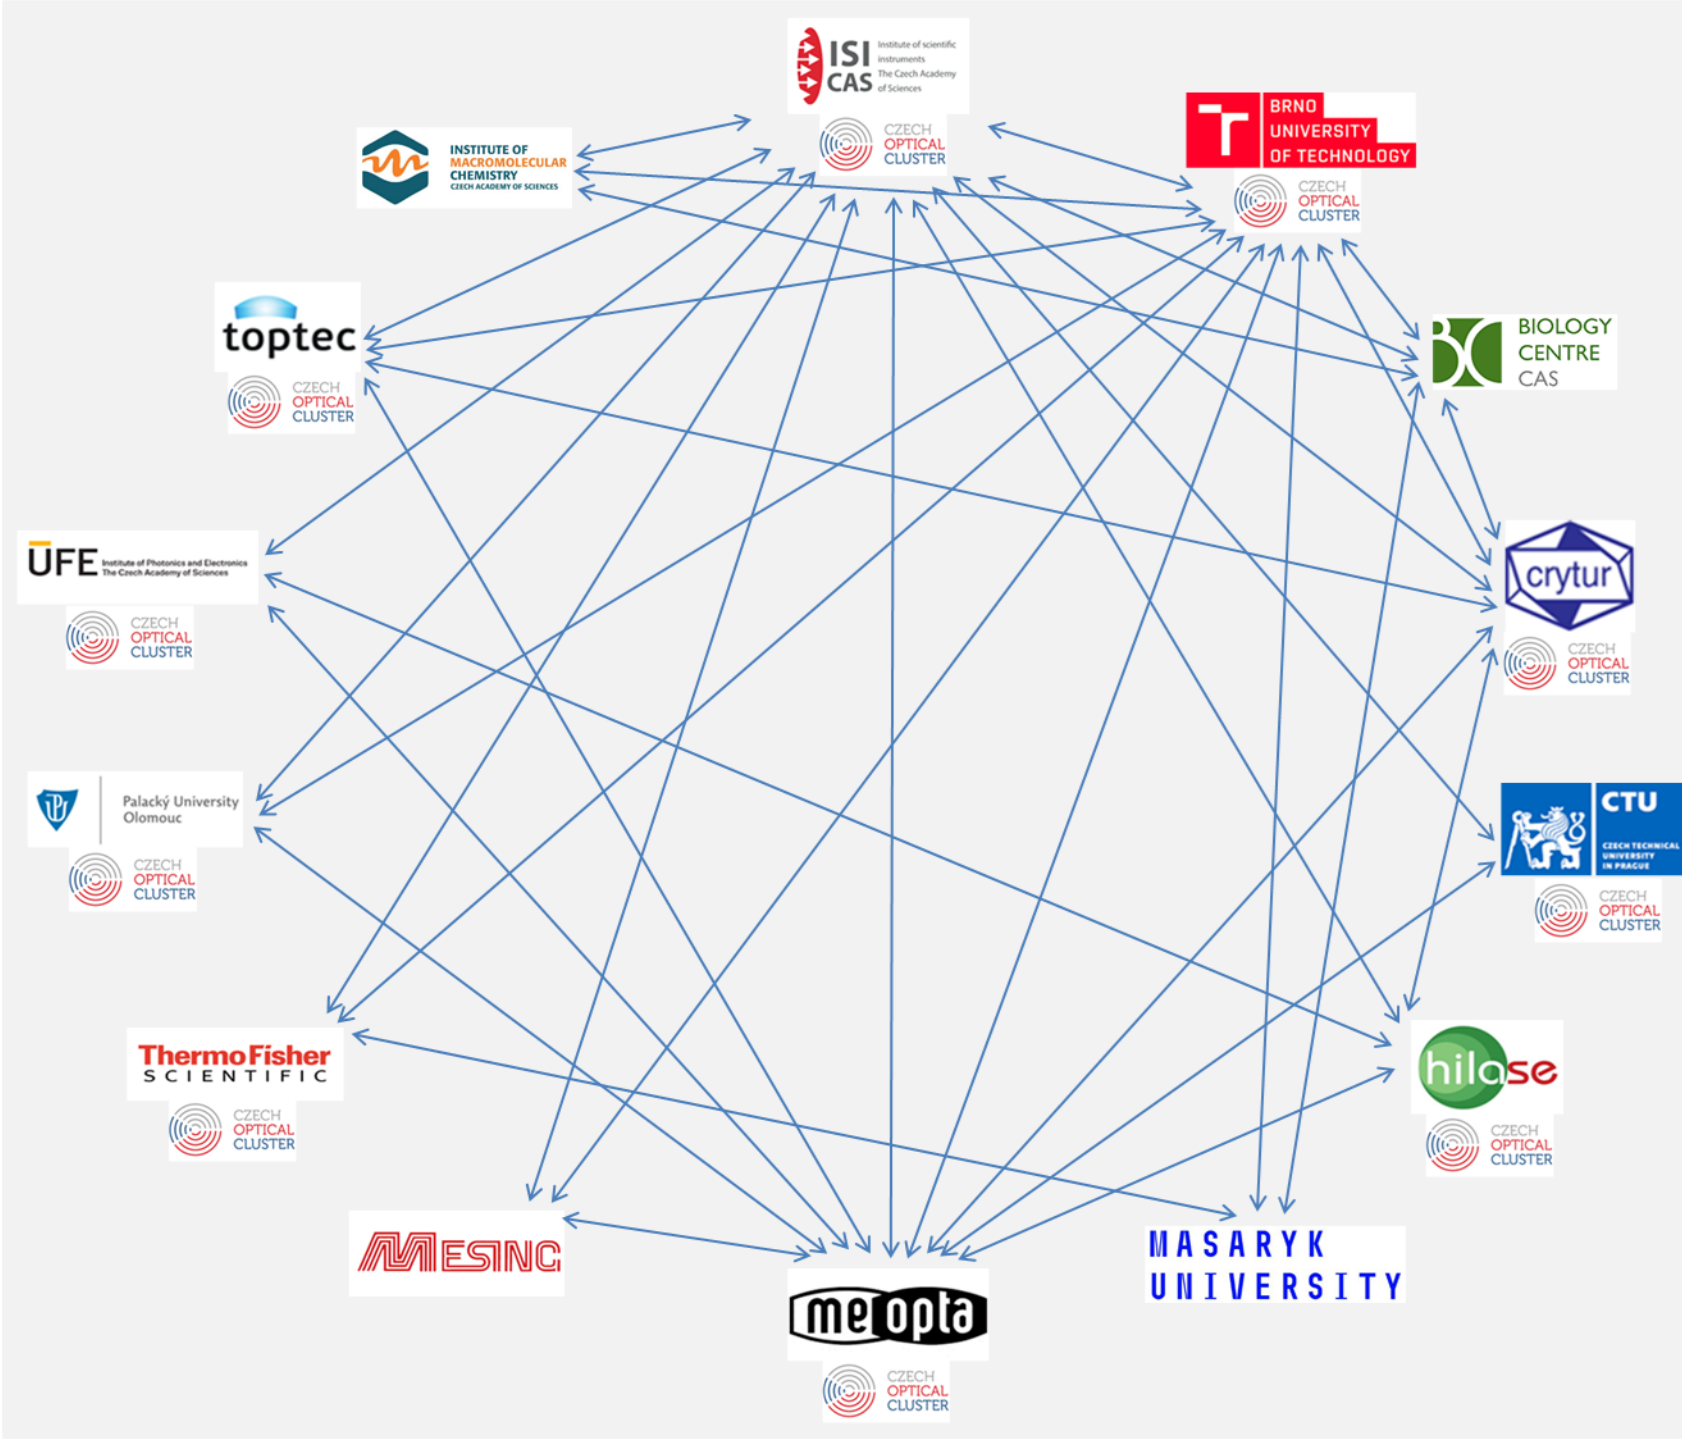 ISI
CAS
Institute of scientific
instruments
The Czech Academy
of Sciences
CZECH
OPTICAL
CLUSTER
BRNO
UNIVERSITY
OF TECHNOLOGY
CZECH
OPTICAL
CLUSTER
INSTITUTE OF
MACROMOLECULAR
CHEMISTRY
CZECH ACADEMY OF SCIENCES
toptec
CZECH
OPTICAL
CLUSTER
BC
BIOLOGY
CENTRE
CAS
ÚFE
Institute of Photonics and Electronics
The Czech Academy of Sciences
CZECH
OPTICAL
CLUSTER
crytur
CZECH
OPTICAL
CLUSTER
Palacký University
Olomouc
CZECH
OPTICAL
CLUSTER
CTU
CZECH TECHNICAL
UNIVERSITY
IN PRAGUE
CZECH
OPTICAL
CLUSTER
ThermoFisher
SCIENTIFIC
CZECH
OPTICAL
CLUSTER
hilase
CZECH
OPTICAL
CLUSTER
MESING
meopta
CZECH
OPTICAL
CLUSTER
MASARYK
UNIVERSITY